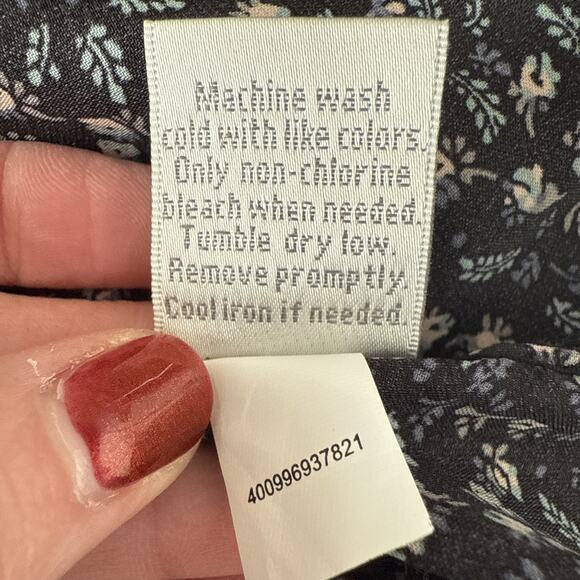 Machine wash
cold with like colors.
Only non-chlorine
bleach when needed.
Tumble dry low.
Remove promptly.
Cool iron if needed.
400996937821